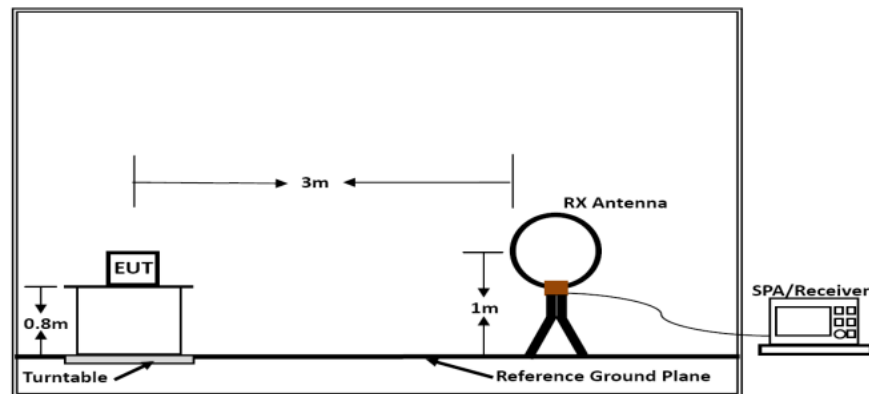 3m
RX Antenna
EUT
SPA/Receiver
0.8m
1m
Turntable
Reference Ground Plane